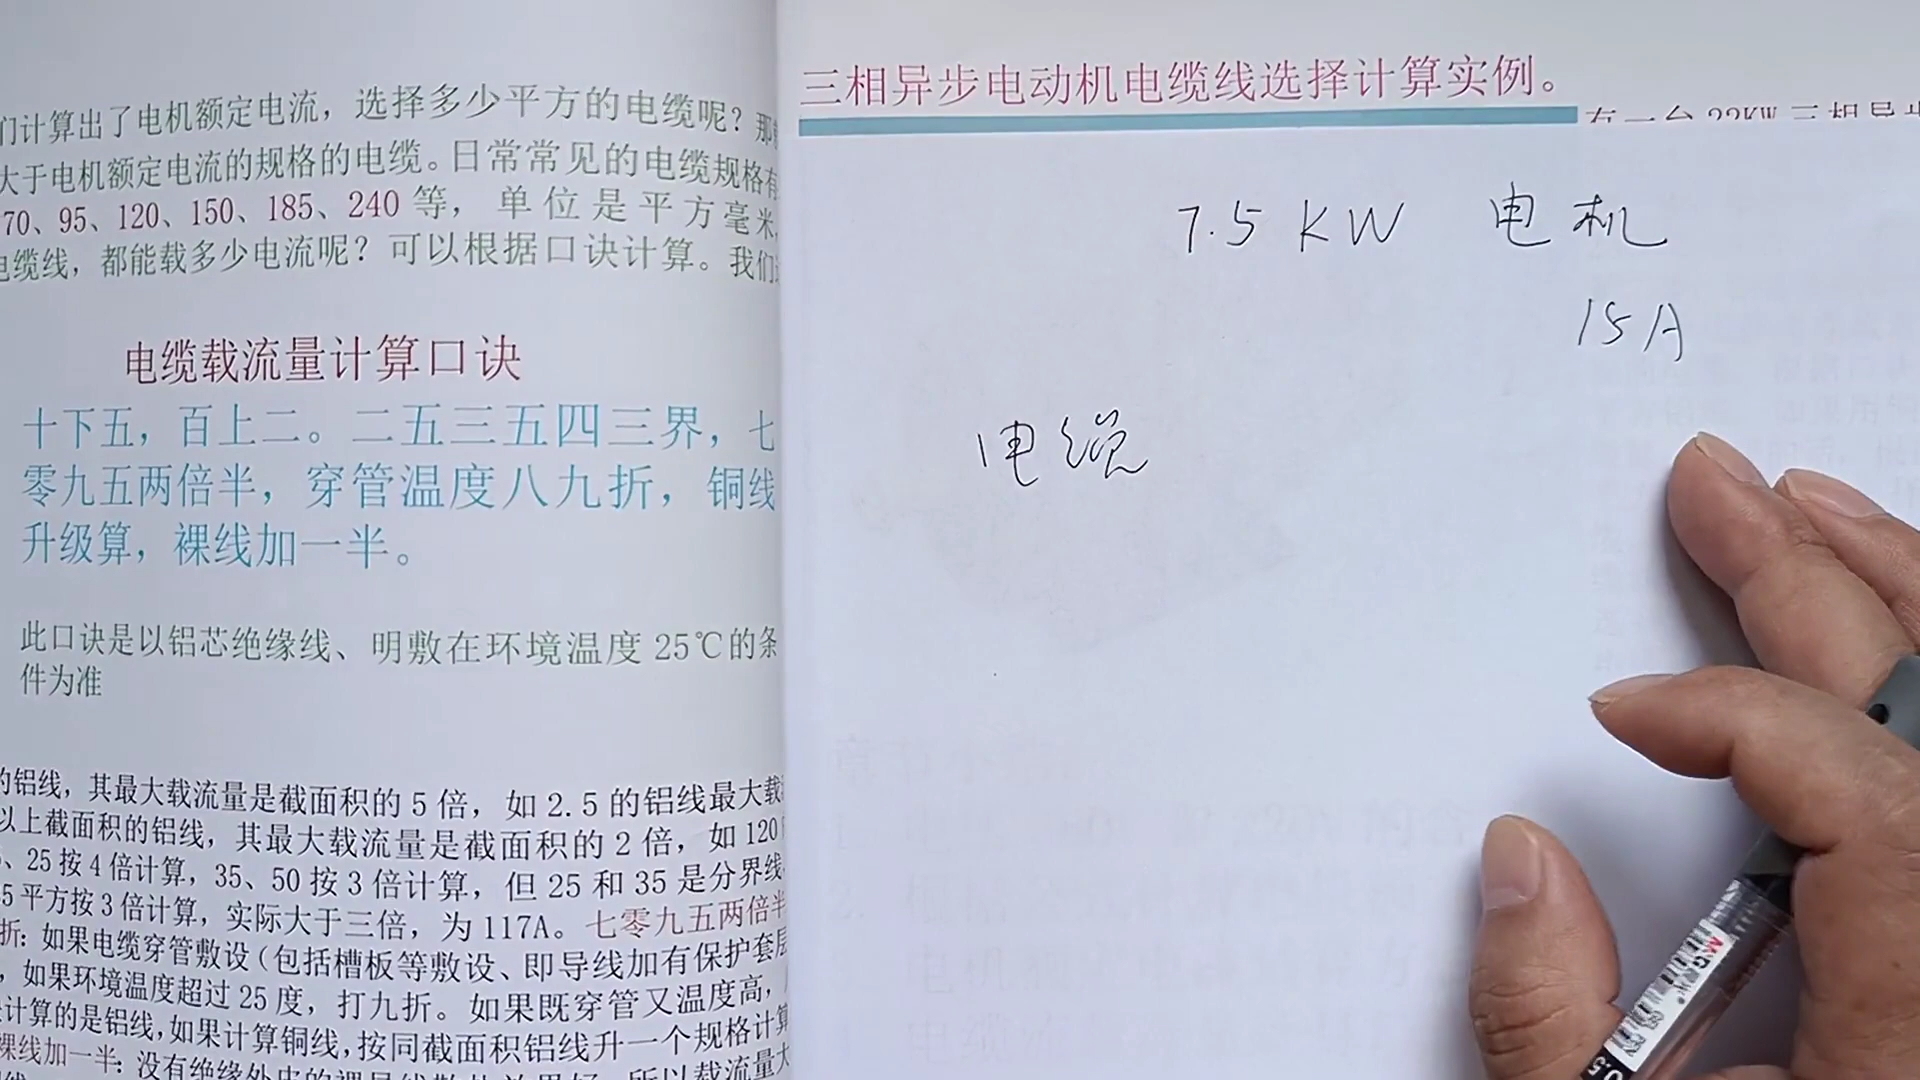 们计算出了电机额定电流，选择多少平方的电缆呢？那
大于电机额定电流的规格的电缆。日常常见的电缆规格有
70、95、120、150、185、240 等，单位是平方毫米
电缆线，都能载多少电流呢？可以根据口诀计算。我们
电缆载流量计算口诀
十下五，百上二。二五三五四三界，七
零九五两倍半，穿管温度八九折，铜线
升级算，裸线加一半。
此口诀是以铝芯绝缘线、明敷在环境温度 25℃的条
件为准
的铝线，其最大载流量是截面积的 5 倍，如 2.5 的铝线最大载
以上截面积的铝线，其最大载流量是截面积的 2 倍，如 120
、25 按 4 倍计算，35、50 按 3 倍计算，但 25 和 35 是分界线
5 平方按 3 倍计算，实际大于三倍，为 117A。七零九五两倍半
折：如果电缆穿管敷设（包括槽板等敷设、即导线加有保护套层
，如果环境温度超过 25 度，打九折。如果既穿管又温度高，
计算的是铝线，如果计算铜线，按同截面积铝线升一个规格计算
裸线加一半：没有绝缘外皮的裸导线散热效果好，所以载流量大
三相异步电动机电缆线选择计算实例。
有一台 22KW 三相异步
7.5 KW 电机
15A
电缆
M&G
0.5